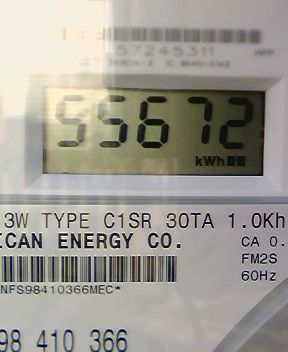 57245311
55672
kWh
3W TYPE C1SR 30TA 1.0Kh
ICAN ENERGY CO.
CA 0.
FM2S
60Hz
NFS98410366MEC*
98 410 366